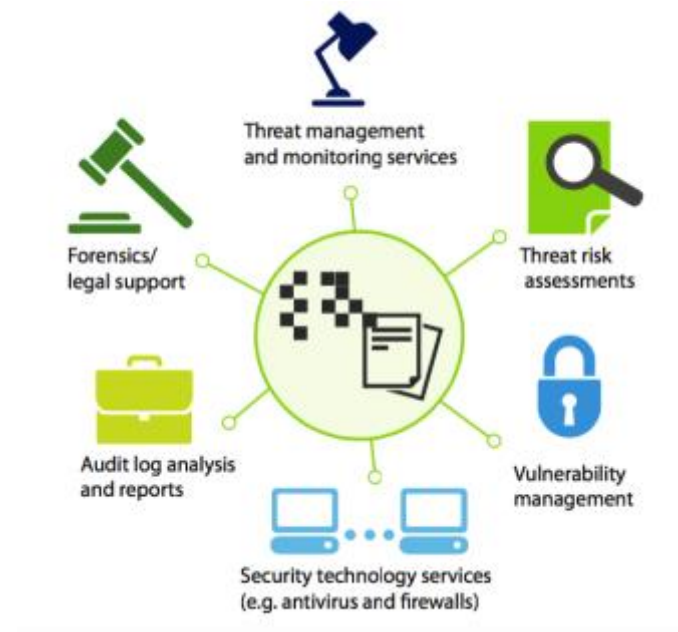 Threat management
and monitoring services
Threat risk
assessments
Vulnerability
management
Security technology services
(e.g. antivirus and firewalls)
Audit log analysis
and reports
Forensics/
legal support